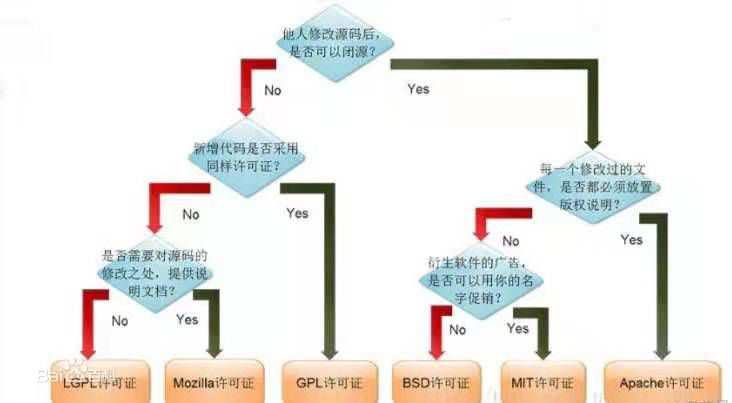 他人修改源码后，
是否可以闭源？
No
Yes
新增代码是否采用
同样许可证？
每一个修改过的文
件，是否都必须放置
版权说明？
No
Yes
No
Yes
是否需要对源码的
修改之处，提供说
明文档？
衍生软件的广告，
是否可以用你的名
字促销？
No
Yes
No
Yes
LGPL许可证
Mozilla许可证
GPL许可证
BSD许可证
MIT许可证
Apache许可证
Bai
百科